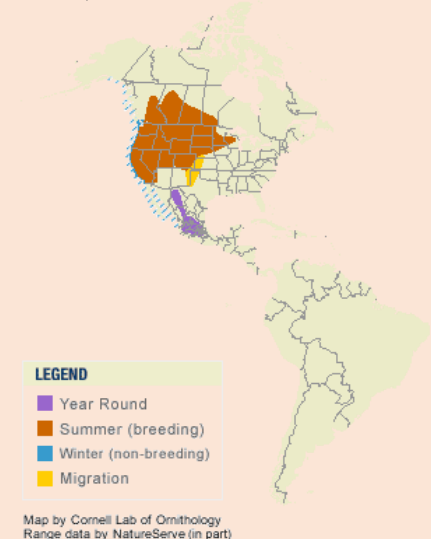 LEGEND
Year Round
Summer (breeding)
Winter (non-breeding)
Migration
Map by Cornell Lab of Ornithology
Range data by NatureServe (in part)